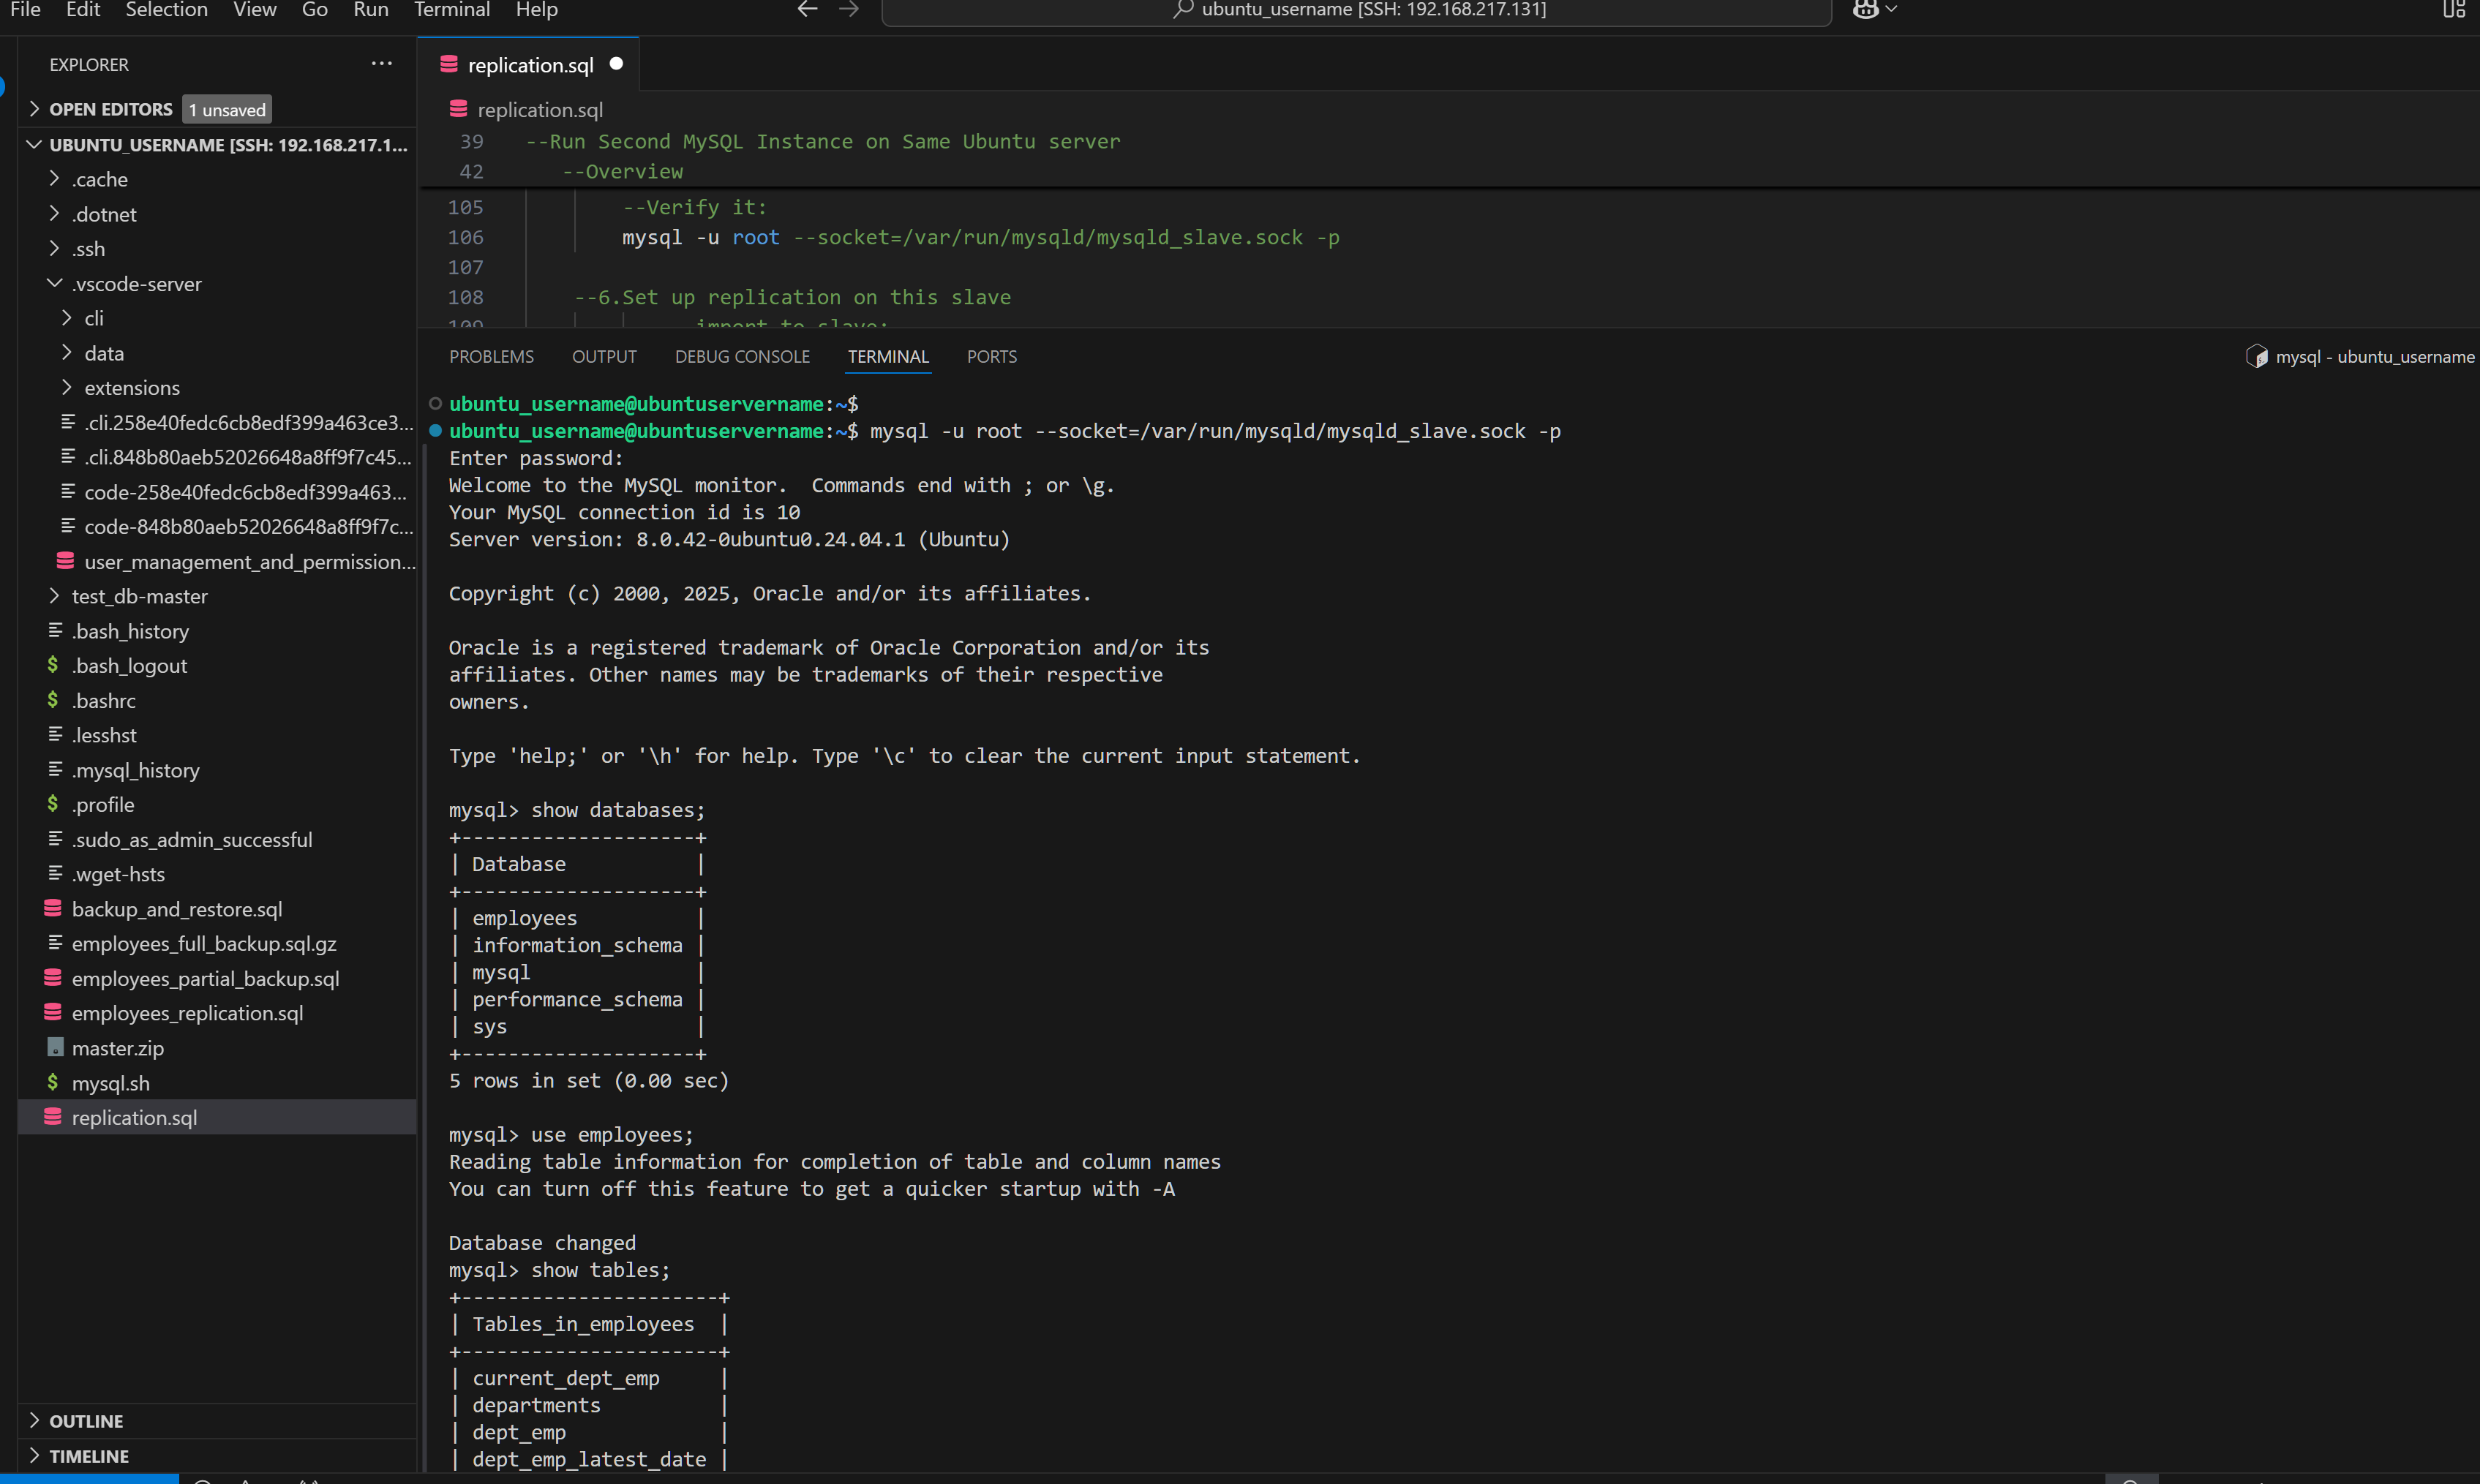 File Edit Selection View Go Run Terminal Help
ubuntu_username [SSH: 192.168.217.131]
EXPLORER ···
OPEN EDITORS 1 unsaved
UBUNTU_USERNAME [SSH: 192.168.217.1...
.cache
.dotnet
.ssh
.vscode-server
cli
data
extensions
.cli.258e40fedc6cb8edf399a463ce3...
.cli.848b80aeb52026648a8ff9f7c45...
code-258e40fedc6cb8edf399a463...
code-848b80aeb52026648a8ff9f7c...
user_management_and_permission...
test_db-master
.bash_history
$ .bash_logout
$ .bashrc
.lesshst
.mysql_history
$ .profile
.sudo_as_admin_successful
.wget-hsts
backup_and_restore.sql
employees_full_backup.sql.gz
employees_partial_backup.sql
employees_replication.sql
master.zip
$ mysql.sh
replication.sql
OUTLINE
TIMELINE
replication.sql
replication.sql
39 --Run Second MySQL Instance on Same Ubuntu server
42 --Overview
105 --Verify it:
106 mysql -u root --socket=/var/run/mysqld/mysqld_slave.sock -p
107
108 --6.Set up replication on this slave
109 import to slave:
PROBLEMS OUTPUT DEBUG CONSOLE TERMINAL PORTS
mysql - ubuntu_username
ubuntu_username@ubuntuservername:~$
ubuntu_username@ubuntuservername:~$ mysql -u root --socket=/var/run/mysqld/mysqld_slave.sock -p
Enter password:
Welcome to the MySQL monitor.  Commands end with ; or \g.
Your MySQL connection id is 10
Server version: 8.0.42-0ubuntu0.24.04.1 (Ubuntu)
Copyright (c) 2000, 2025, Oracle and/or its affiliates.
Oracle is a registered trademark of Oracle Corporation and/or its
affiliates. Other names may be trademarks of their respective
owners.
Type 'help;' or '\h' for help. Type '\c' to clear the current input statement.
mysql> show databases;
+--------------------+
| Database           |
+--------------------+
| employees          |
| information_schema |
| mysql              |
| performance_schema |
| sys                |
+--------------------+
5 rows in set (0.00 sec)
mysql> use employees;
Reading table information for completion of table and column names
You can turn off this feature to get a quicker startup with -A
Database changed
mysql> show tables;
+----------------------+
| Tables_in_employees  |
+----------------------+
| current_dept_emp     |
| departments          |
| dept_emp             |
| dept_emp_latest_date |